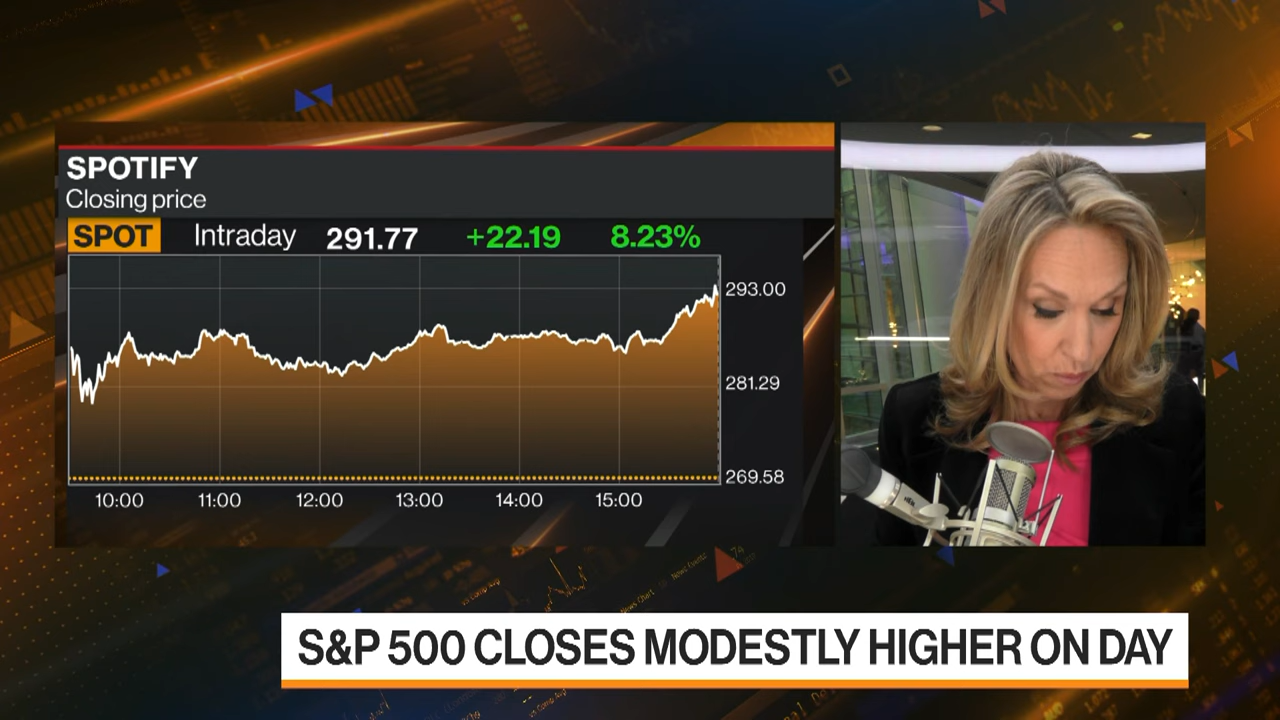 SPOTIFY
Closing price
SPOT Intraday 291.77 +22.19 8.23%
293.00
281.29
269.58
10:00 11:00 12:00 13:00 14:00 15:00
S&P 500 CLOSES MODESTLY HIGHER ON DAY